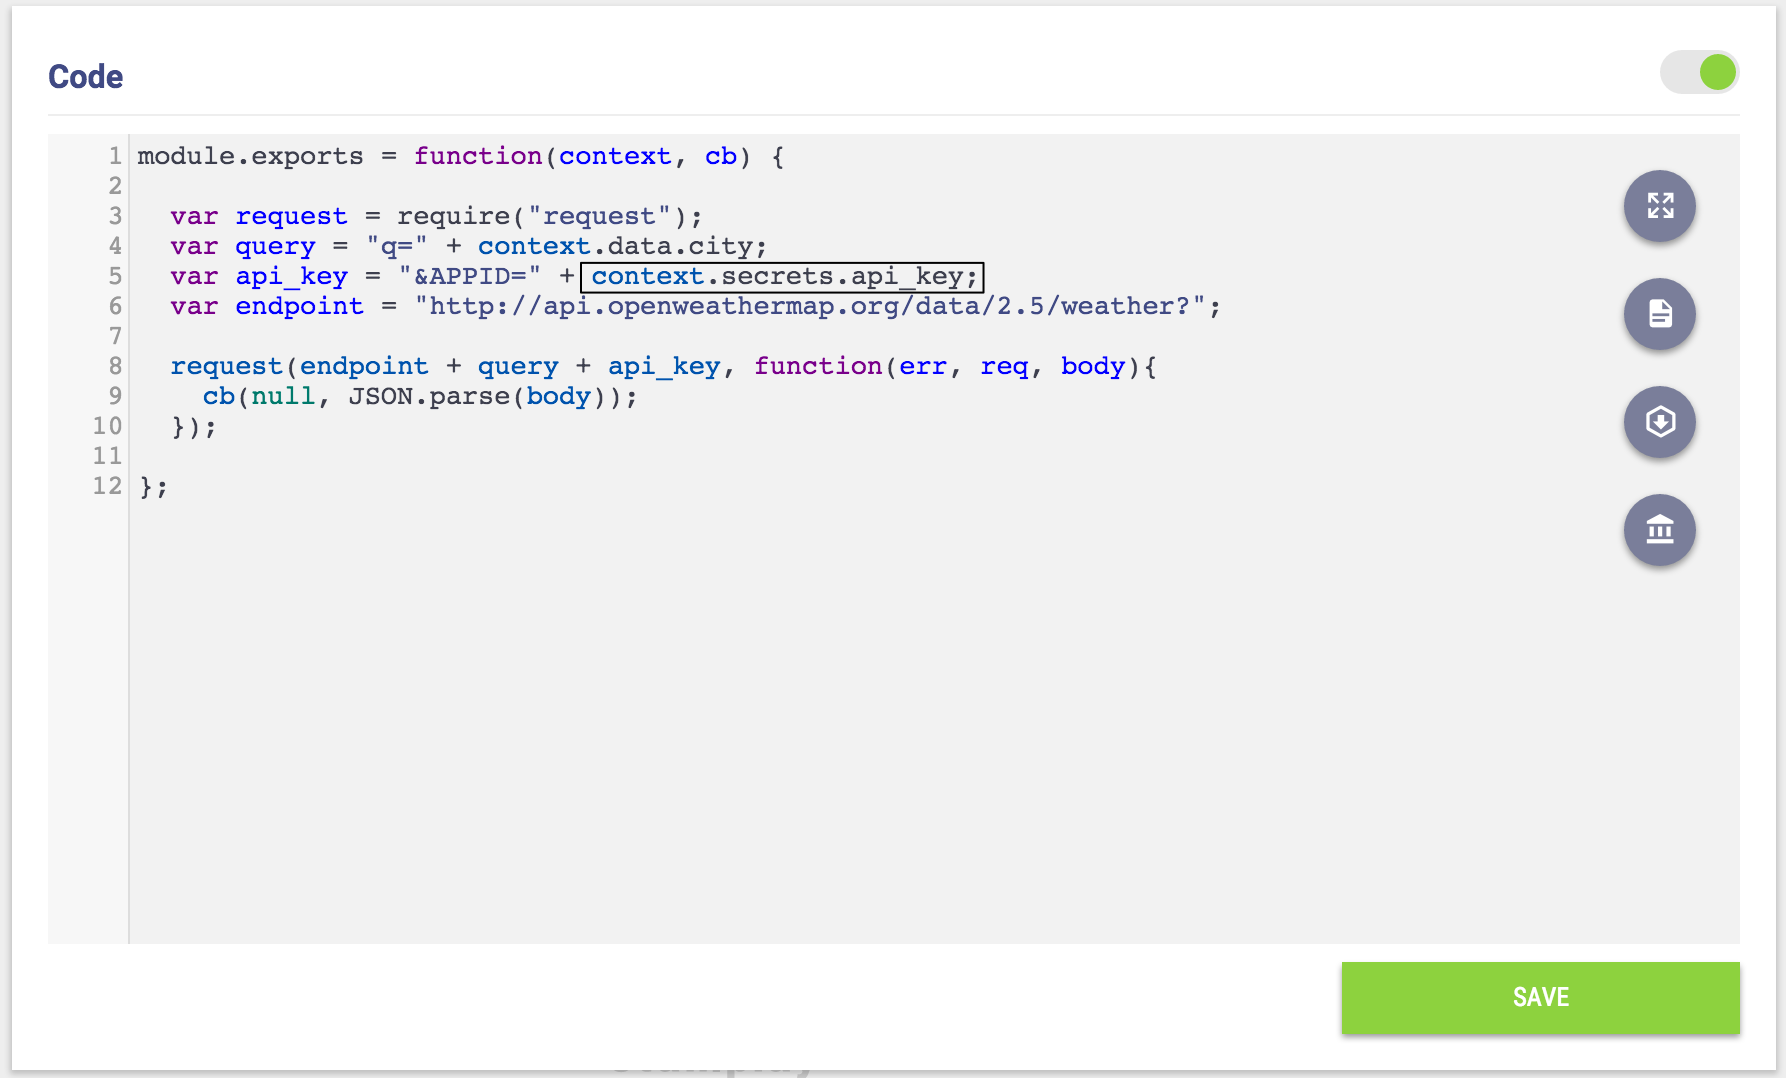 Code
1 module.exports = function(context, cb) {
2
3   var request = require("request");
4   var query = "q=" + context.data.city;
5   var api_key = "&APPID=" + context.secrets.api_key;
6   var endpoint = "http://api.openweathermap.org/data/2.5/weather?";
7
8   request(endpoint + query + api_key, function(err, req, body){
9     cb(null, JSON.parse(body));
10   });
11
12 };
SAVE